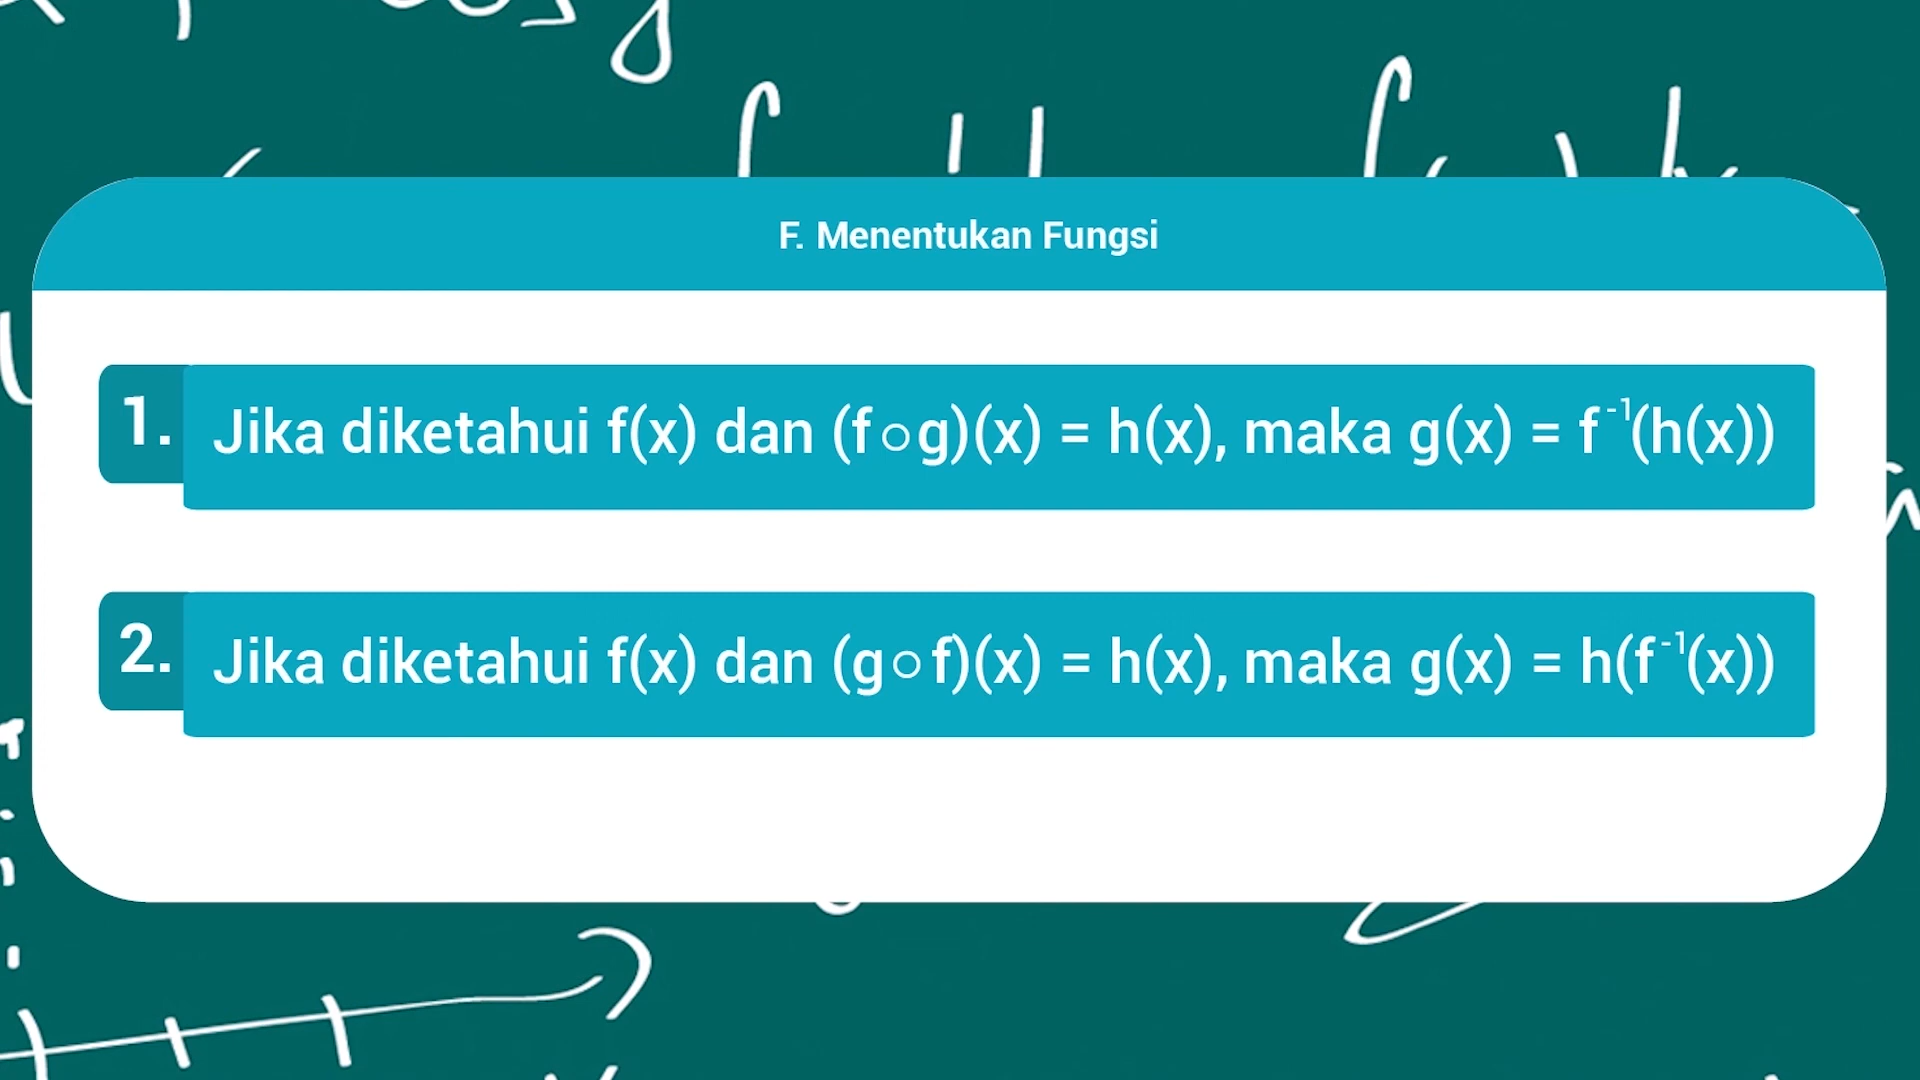 F. Menentukan Fungsi
1. Jika diketahui f(x) dan (f∘g)(x) = h(x), maka g(x) = f⁻¹(h(x))
2. Jika diketahui f(x) dan (g∘f)(x) = h(x), maka g(x) = h(f⁻¹(x))